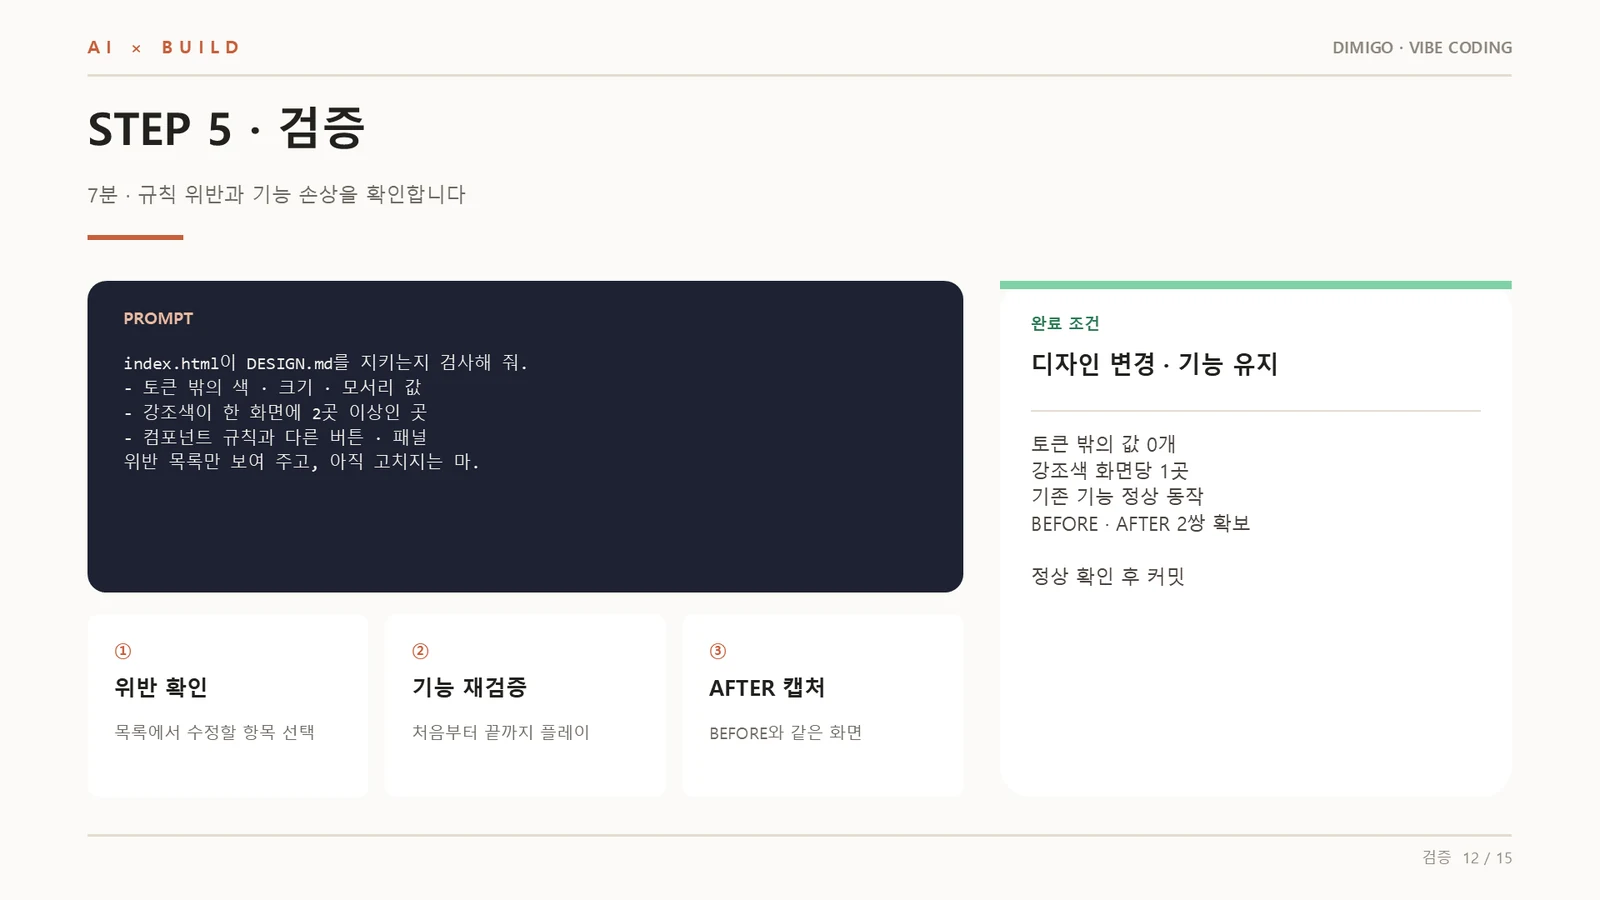 AI × BUILD
DIMIGO · VIBE CODING
STEP 5 · 검증
7분 · 규칙 위반과 기능 손상을 확인합니다
PROMPT
index.html이 DESIGN.md를 지키는지 검사해 줘.
- 토큰 밖의 색 · 크기 · 모서리 값
- 강조색이 한 화면에 2곳 이상인 곳
- 컴포넌트 규칙과 다른 버튼 · 패널
위반 목록만 보여 주고, 아직 고치지는 마.
① 
위반 확인
목록에서 수정할 항목 선택
②
기능 재검증
처음부터 끝까지 플레이
③
AFTER 캡처
BEFORE와 같은 화면
완료 조건
디자인 변경 · 기능 유지
토큰 밖의 값 0개
강조색 화면당 1곳
기존 기능 정상 동작
BEFORE · AFTER 2쌍 확보
정상 확인 후 커밋
검증 12 / 15